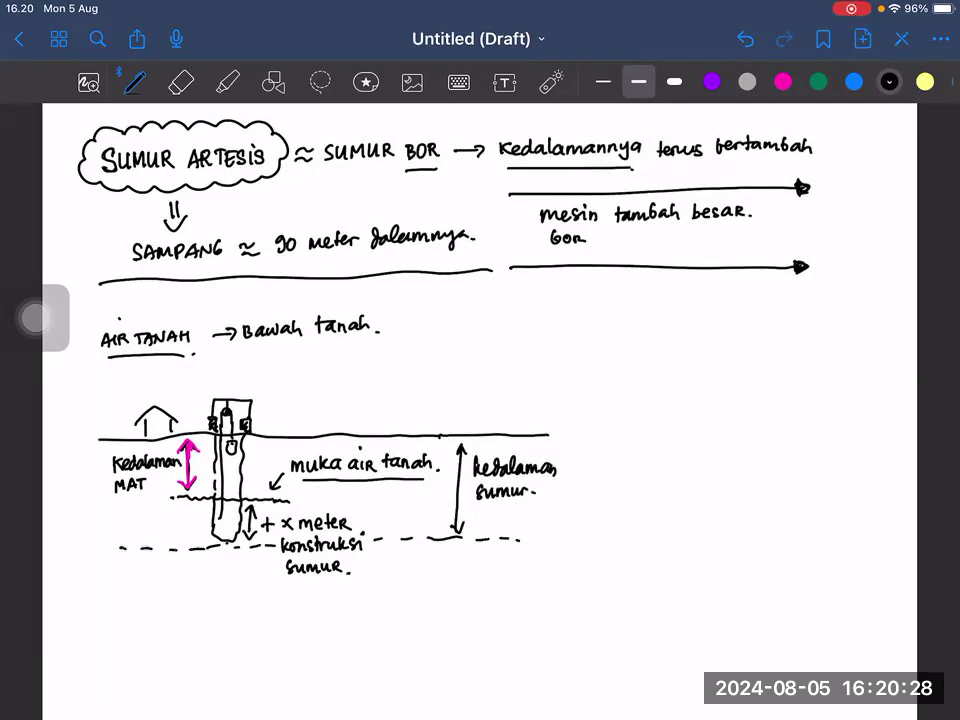 16.20 Mon 5 Aug
96%
Untitled (Draft)
SUMUR ARTESIS ≈ SUMUR BOR → Kedalamannya terus bertambah
mesin tambah besar.
Bor
SAMPANG ≈ 90 meter dalamnya.
AIR TANAH → Bawah tanah.
Kedalaman
MAT
muka air tanah.
kedalaman
sumur.
+ x meter
konstruksi
sumur.
2024-08-05 16:20:28